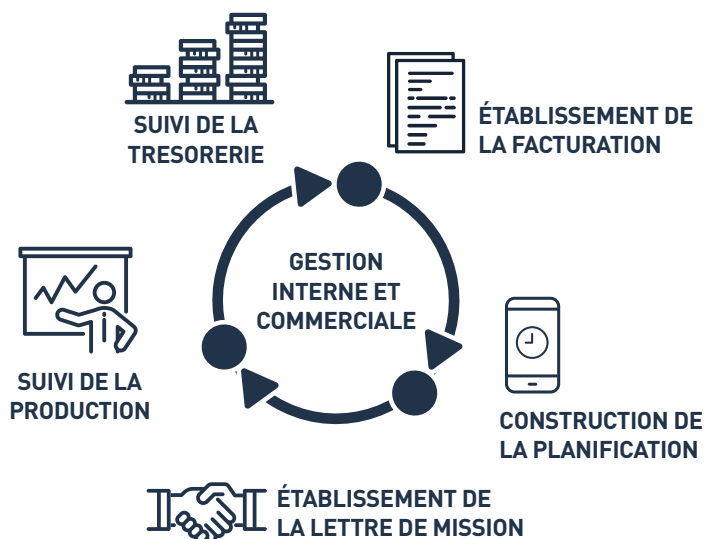 SUIVI DE LA
TRESORERIE
ÉTABLISSEMENT DE
LA FACTURATION
GESTION
INTERNE ET
COMMERCIALE
SUIVI DE LA
PRODUCTION
CONSTRUCTION DE
LA PLANIFICATION
ÉTABLISSEMENT DE
LA LETTRE DE MISSION